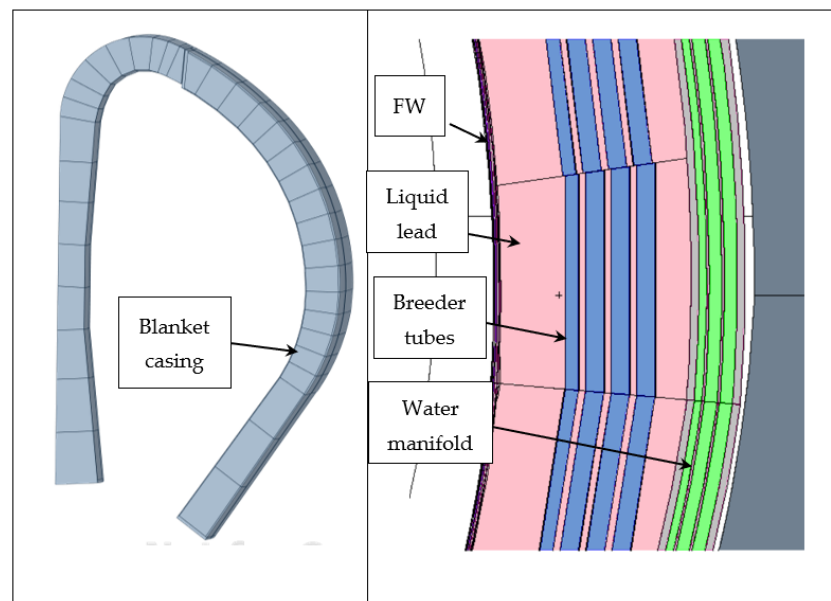 FW
Liquid
lead
Blanket
casing
Breeder
tubes
Water
manifold